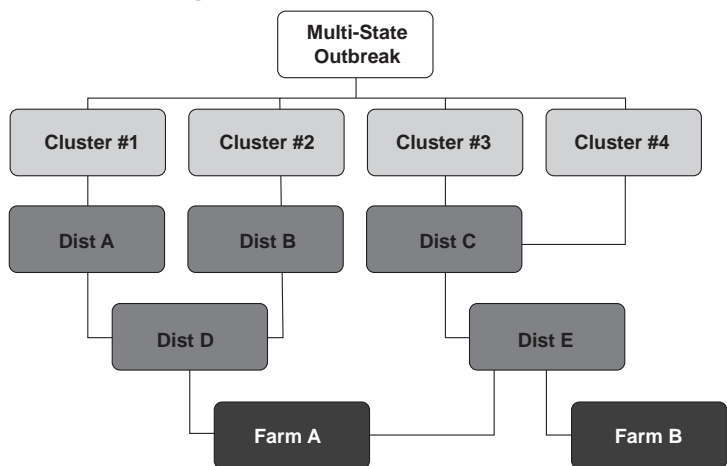 Multi-State
Outbreak
Cluster #1
Cluster #2
Cluster #3
Cluster #4
Dist A
Dist B
Dist C
Dist D
Dist E
Farm A
Farm B